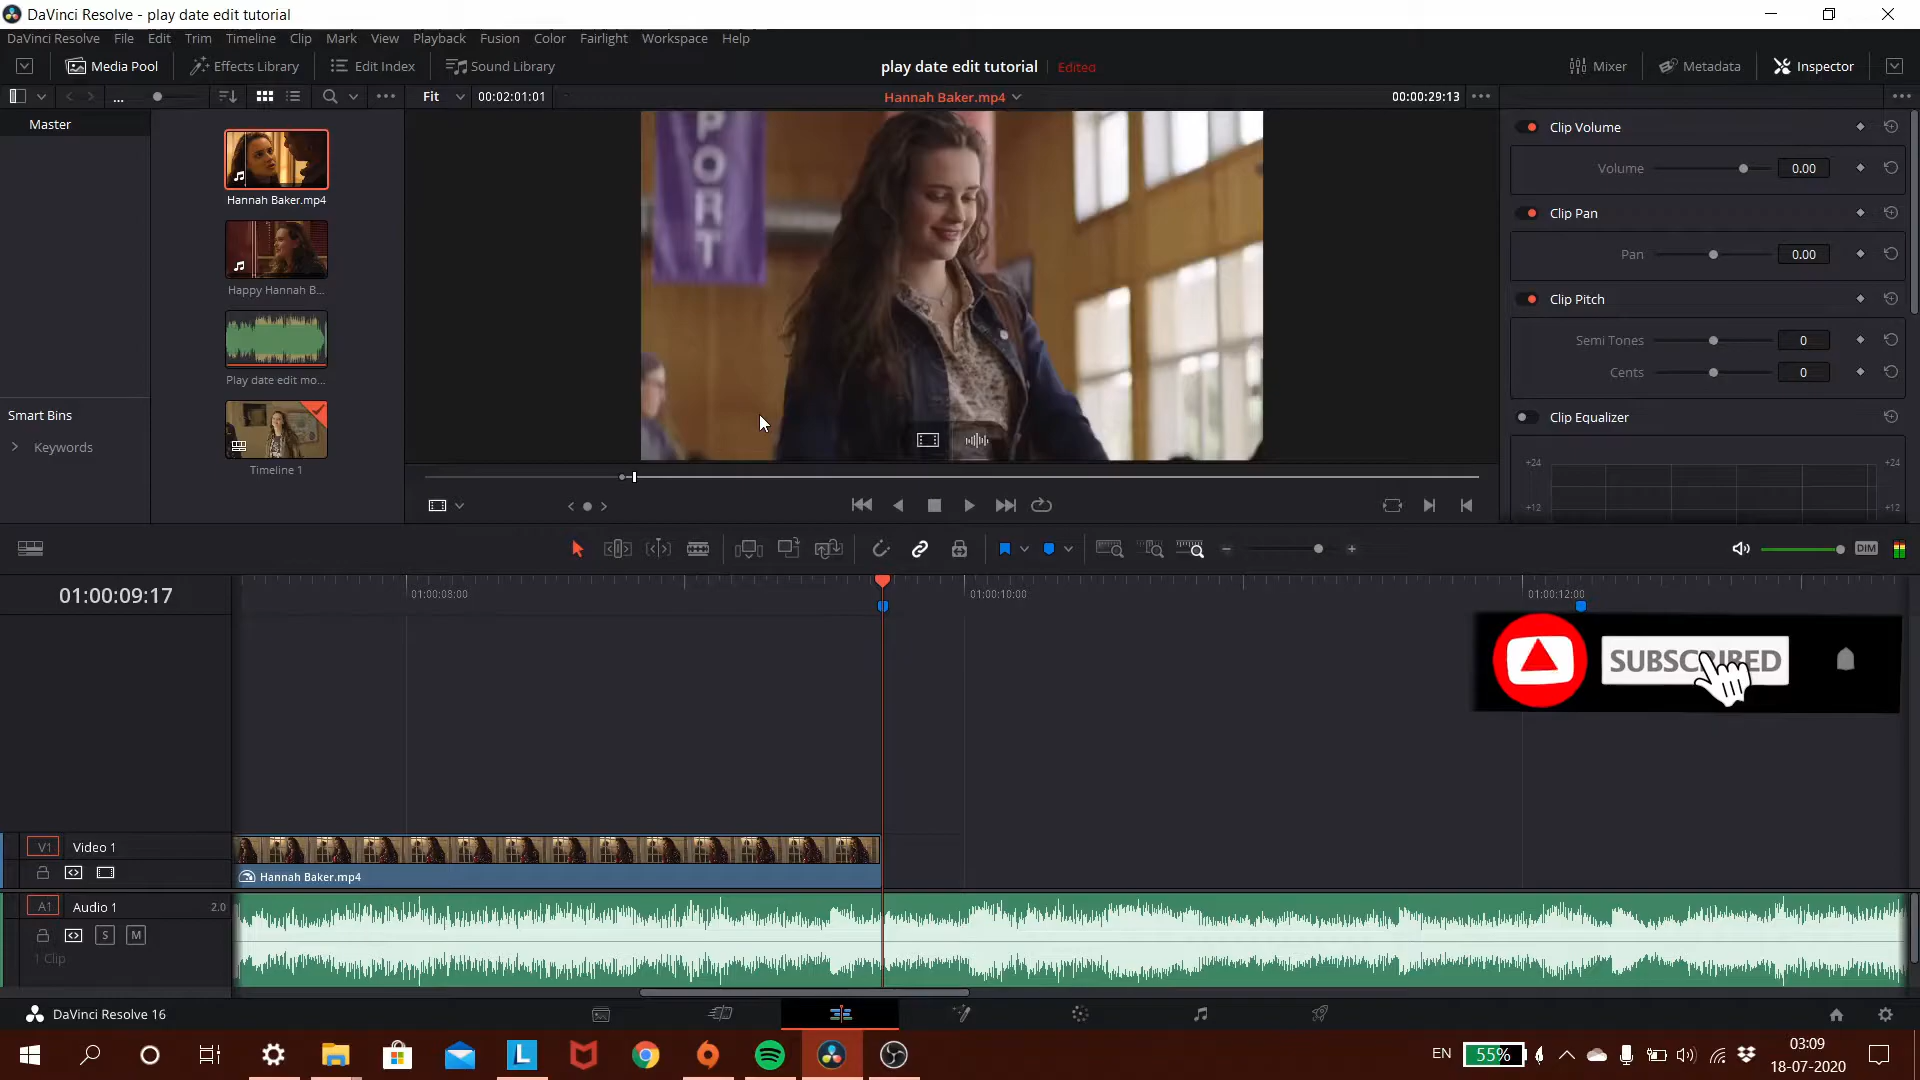 DaVinci Resolve - play date edit tutorial
DaVinci Resolve File Edit Trim Timeline Clip Mark View Playback Fusion Color Fairlight Workspace Help
Media Pool Effects Library Edit Index Sound Library play date edit tutorial Edited Mixer Metadata Inspector
... Fit 00:02:01:01 Hannah Baker.mp4 00:00:29:13
Master
Hannah Baker.mp4
Happy Hannah B...
Play date edit mo...
Timeline 1
Smart Bins
Keywords
PORT
Clip Volume
Volume 0.00
Clip Pan
Pan 0.00
Clip Pitch
Semi Tones 0
Cents 0
Clip Equalizer
+24 +24
+12 +12
DIM
01:00:09:17
01:00:08:00 01:00:10:00 01:00:12:00
SUBSCRIBED
V1 Video 1
Hannah Baker.mp4
A1 Audio 1 2.0
S M
1 Clip
DaVinci Resolve 16
L
EN 55% 03:09
18-07-2020